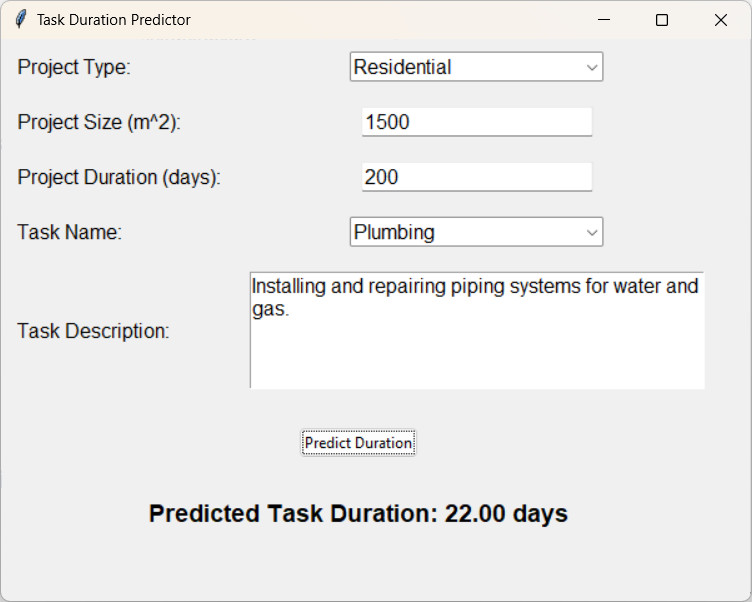 Task Duration Predictor
Project Type: Residential
Project Size (m^2): 1500
Project Duration (days): 200
Task Name: Plumbing
Task Description: Installing and repairing piping systems for water and
gas.
Predict Duration
Predicted Task Duration: 22.00 days